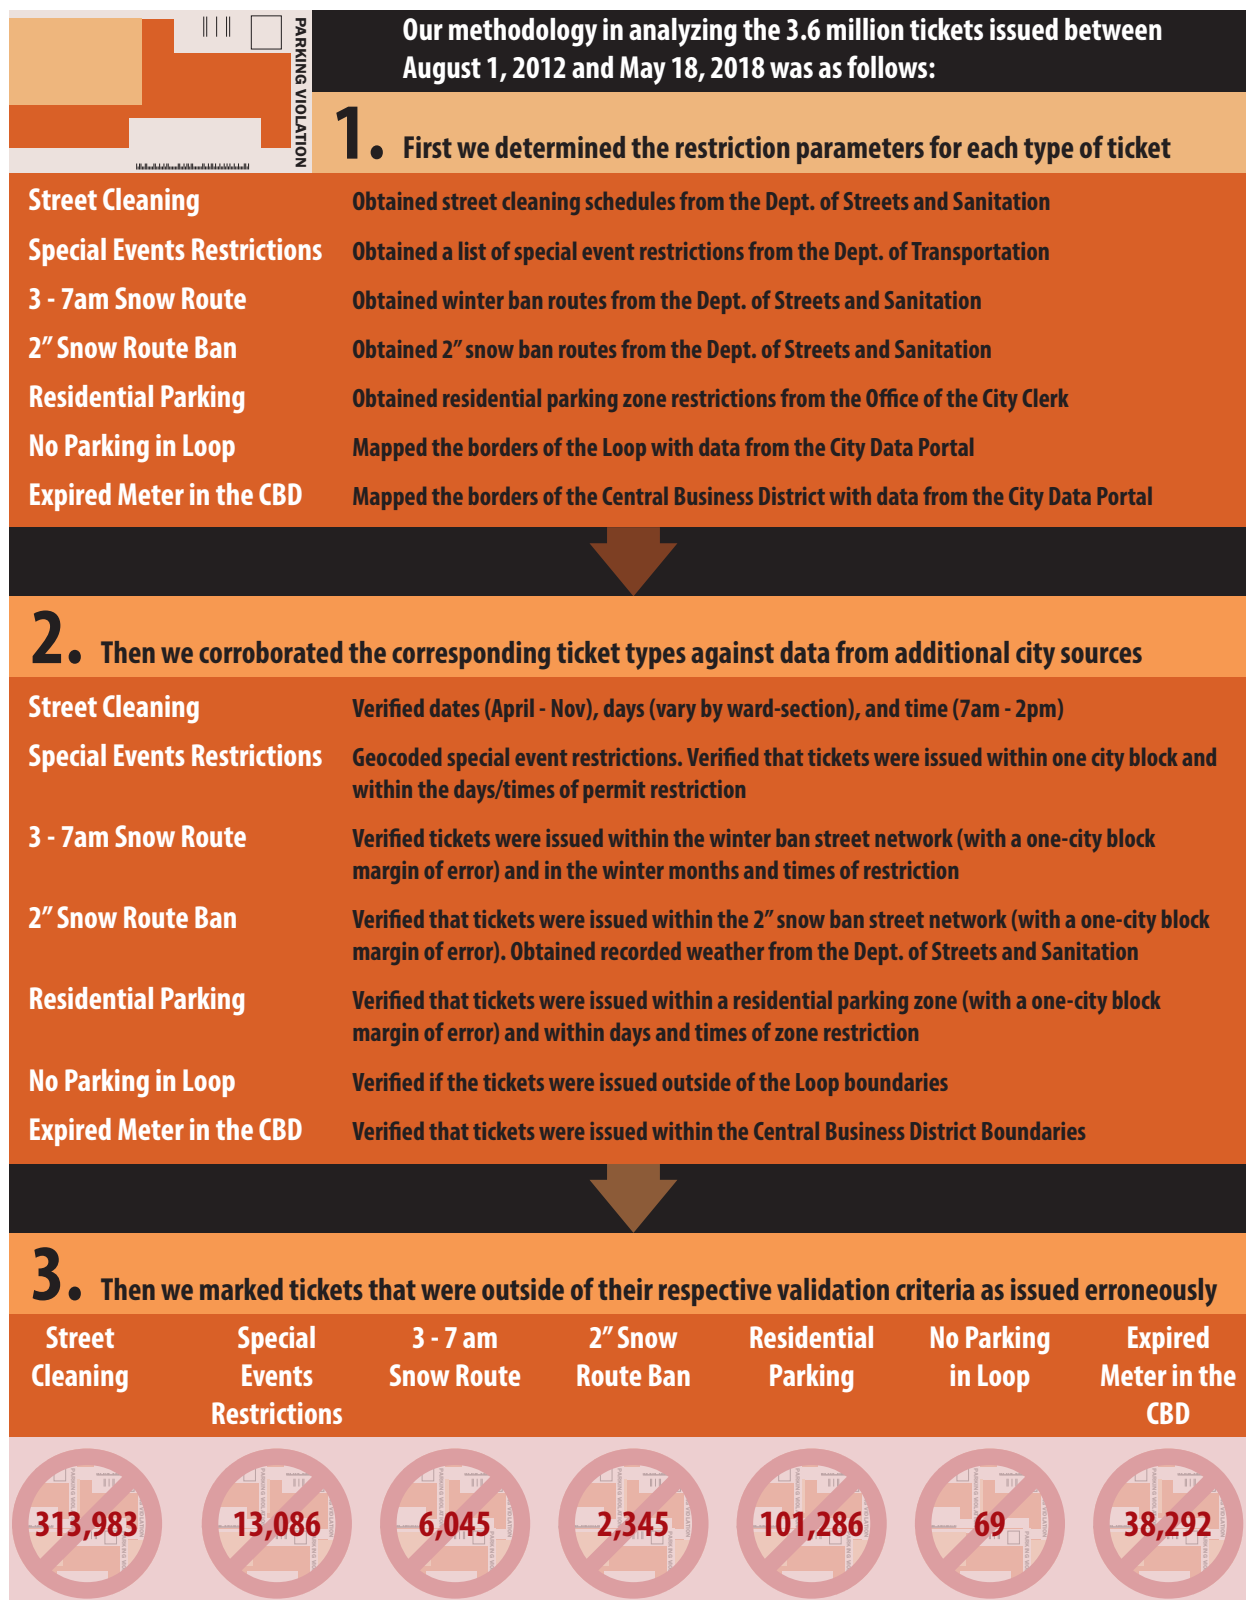 PARKING VIOLATION
Our methodology in analyzing the 3.6 million tickets issued between
August 1, 2012 and May 18, 2018 was as follows:
1. First we determined the restriction parameters for each type of ticket
Street Cleaning Obtained street cleaning schedules from the Dept. of Streets and Sanitation
Special Events Restrictions Obtained a list of special event restrictions from the Dept. of Transportation
3 - 7am Snow Route Obtained winter ban routes from the Dept. of Streets and Sanitation
2” Snow Route Ban Obtained 2” snow ban routes from the Dept. of Streets and Sanitation
Residential Parking Obtained residential parking zone restrictions from the Office of the City Clerk
No Parking in Loop Mapped the borders of the Loop with data from the City Data Portal
Expired Meter in the CBD Mapped the borders of the Central Business District with data from the City Data Portal
2. Then we corroborated the corresponding ticket types against data from additional city sources
Street Cleaning Verified dates (April - Nov), days (vary by ward-section), and time (7am - 2pm)
Special Events Restrictions Geocoded special event restrictions. Verified that tickets were issued within one city block and
within the days/times of permit restriction
3 - 7am Snow Route Verified tickets were issued within the winter ban street network (with a one-city block
margin of error) and in the winter months and times of restriction
2” Snow Route Ban Verified that tickets were issued within the 2” snow ban street network (with a one-city block
margin of error). Obtained recorded weather from the Dept. of Streets and Sanitation
Residential Parking Verified that tickets were issued within a residential parking zone (with a one-city block
margin of error) and within days and times of zone restriction
No Parking in Loop Verified if the tickets were issued outside of the Loop boundaries
Expired Meter in the CBD Verified that tickets were issued within the Central Business District Boundaries
3. Then we marked tickets that were outside of their respective validation criteria as issued erroneously
Street Special 3 - 7 am 2” Snow Residential No Parking Expired
Cleaning Events Snow Route Route Ban Parking in Loop Meter in the
Restrictions CBD
313,983 13,086 6,045 2,345 101,286 69 38,292